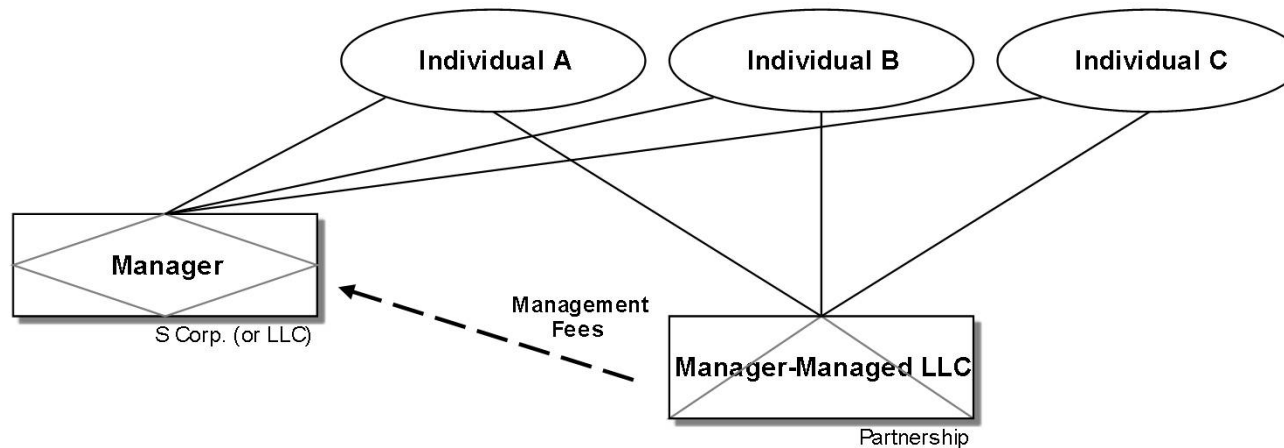 Individual A
Individual B
Individual C
Manager
S Corp. (or LLC)
Management
Fees
Manager-Managed LLC
Partnership